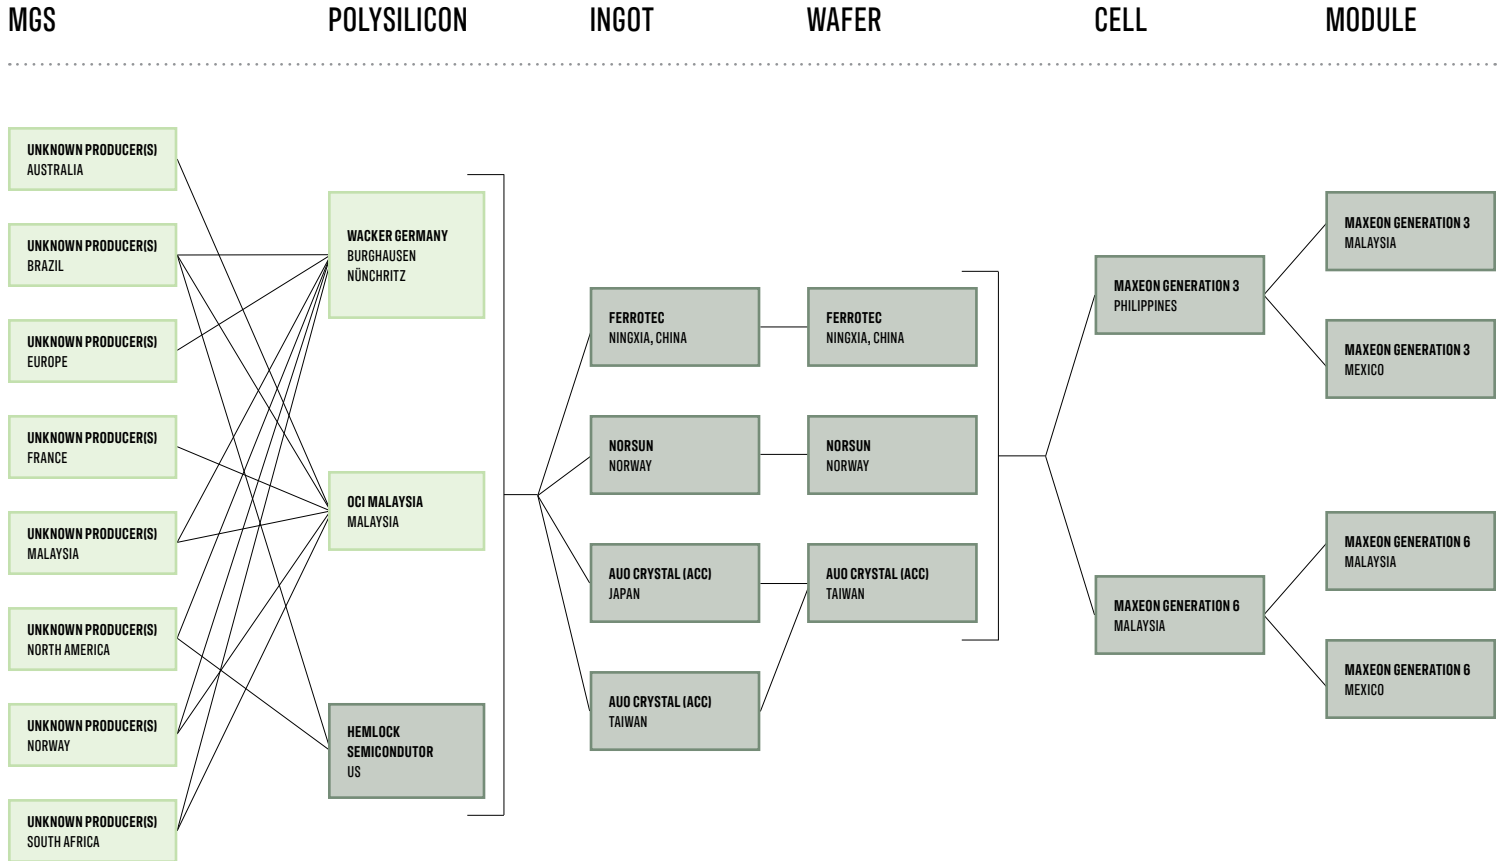 MGS
POLYSILICON
INGOT
WAFER
CELL
MODULE
UNKNOWN PRODUCER(S)
AUSTRALIA
UNKNOWN PRODUCER(S)
BRAZIL
UNKNOWN PRODUCER(S)
EUROPE
UNKNOWN PRODUCER(S)
FRANCE
UNKNOWN PRODUCER(S)
MALAYSIA
UNKNOWN PRODUCER(S)
NORTH AMERICA
UNKNOWN PRODUCER(S)
NORWAY
UNKNOWN PRODUCER(S)
SOUTH AFRICA
WACKER GERMANY
BURGHAUSEN
NÜNCHRITZ
OCI MALAYSIA
MALAYSIA
HEMLOCK
SEMICONDUTOR
US
FERROTEC
NINGXIA, CHINA
NORSUN
NORWAY
AUO CRYSTAL (ACC)
JAPAN
AUO CRYSTAL (ACC)
TAIWAN
FERROTEC
NINGXIA, CHINA
NORSUN
NORWAY
AUO CRYSTAL (ACC)
TAIWAN
MAXEON GENERATION 3
PHILIPPINES
MAXEON GENERATION 6
MALAYSIA
MAXEON GENERATION 3
MALAYSIA
MAXEON GENERATION 3
MEXICO
MAXEON GENERATION 6
MALAYSIA
MAXEON GENERATION 6
MEXICO